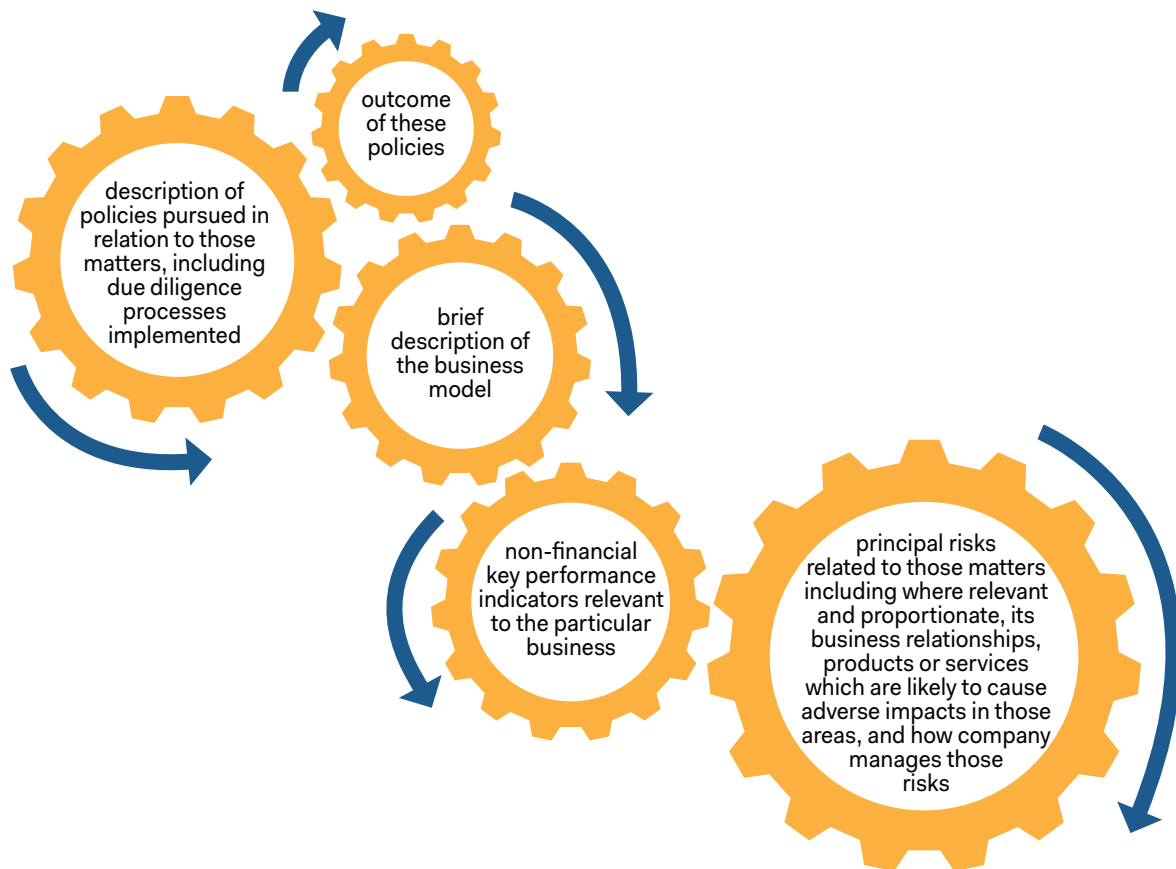 outcome
of these
policies
description of
policies pursued in
relation to those
matters, including
due diligence
processes
implemented
brief
description of
the business
model
non-financial
key performance
indicators relevant
to the particular
business
principal risks
related to those matters
including where relevant
and proportionate, its
business relationships,
products or services
which are likely to cause
adverse impacts in those
areas, and how company
manages those
risks